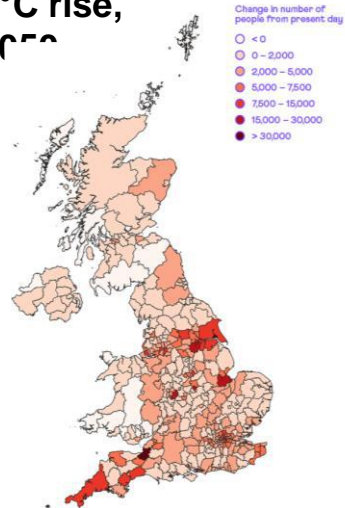 °C rise,
Change in number of
people from present day
< 0
0 – 2,000
2,000 – 5,000
5,000 – 7,500
7,500 – 15,000
15,000 – 30,000
> 30,000